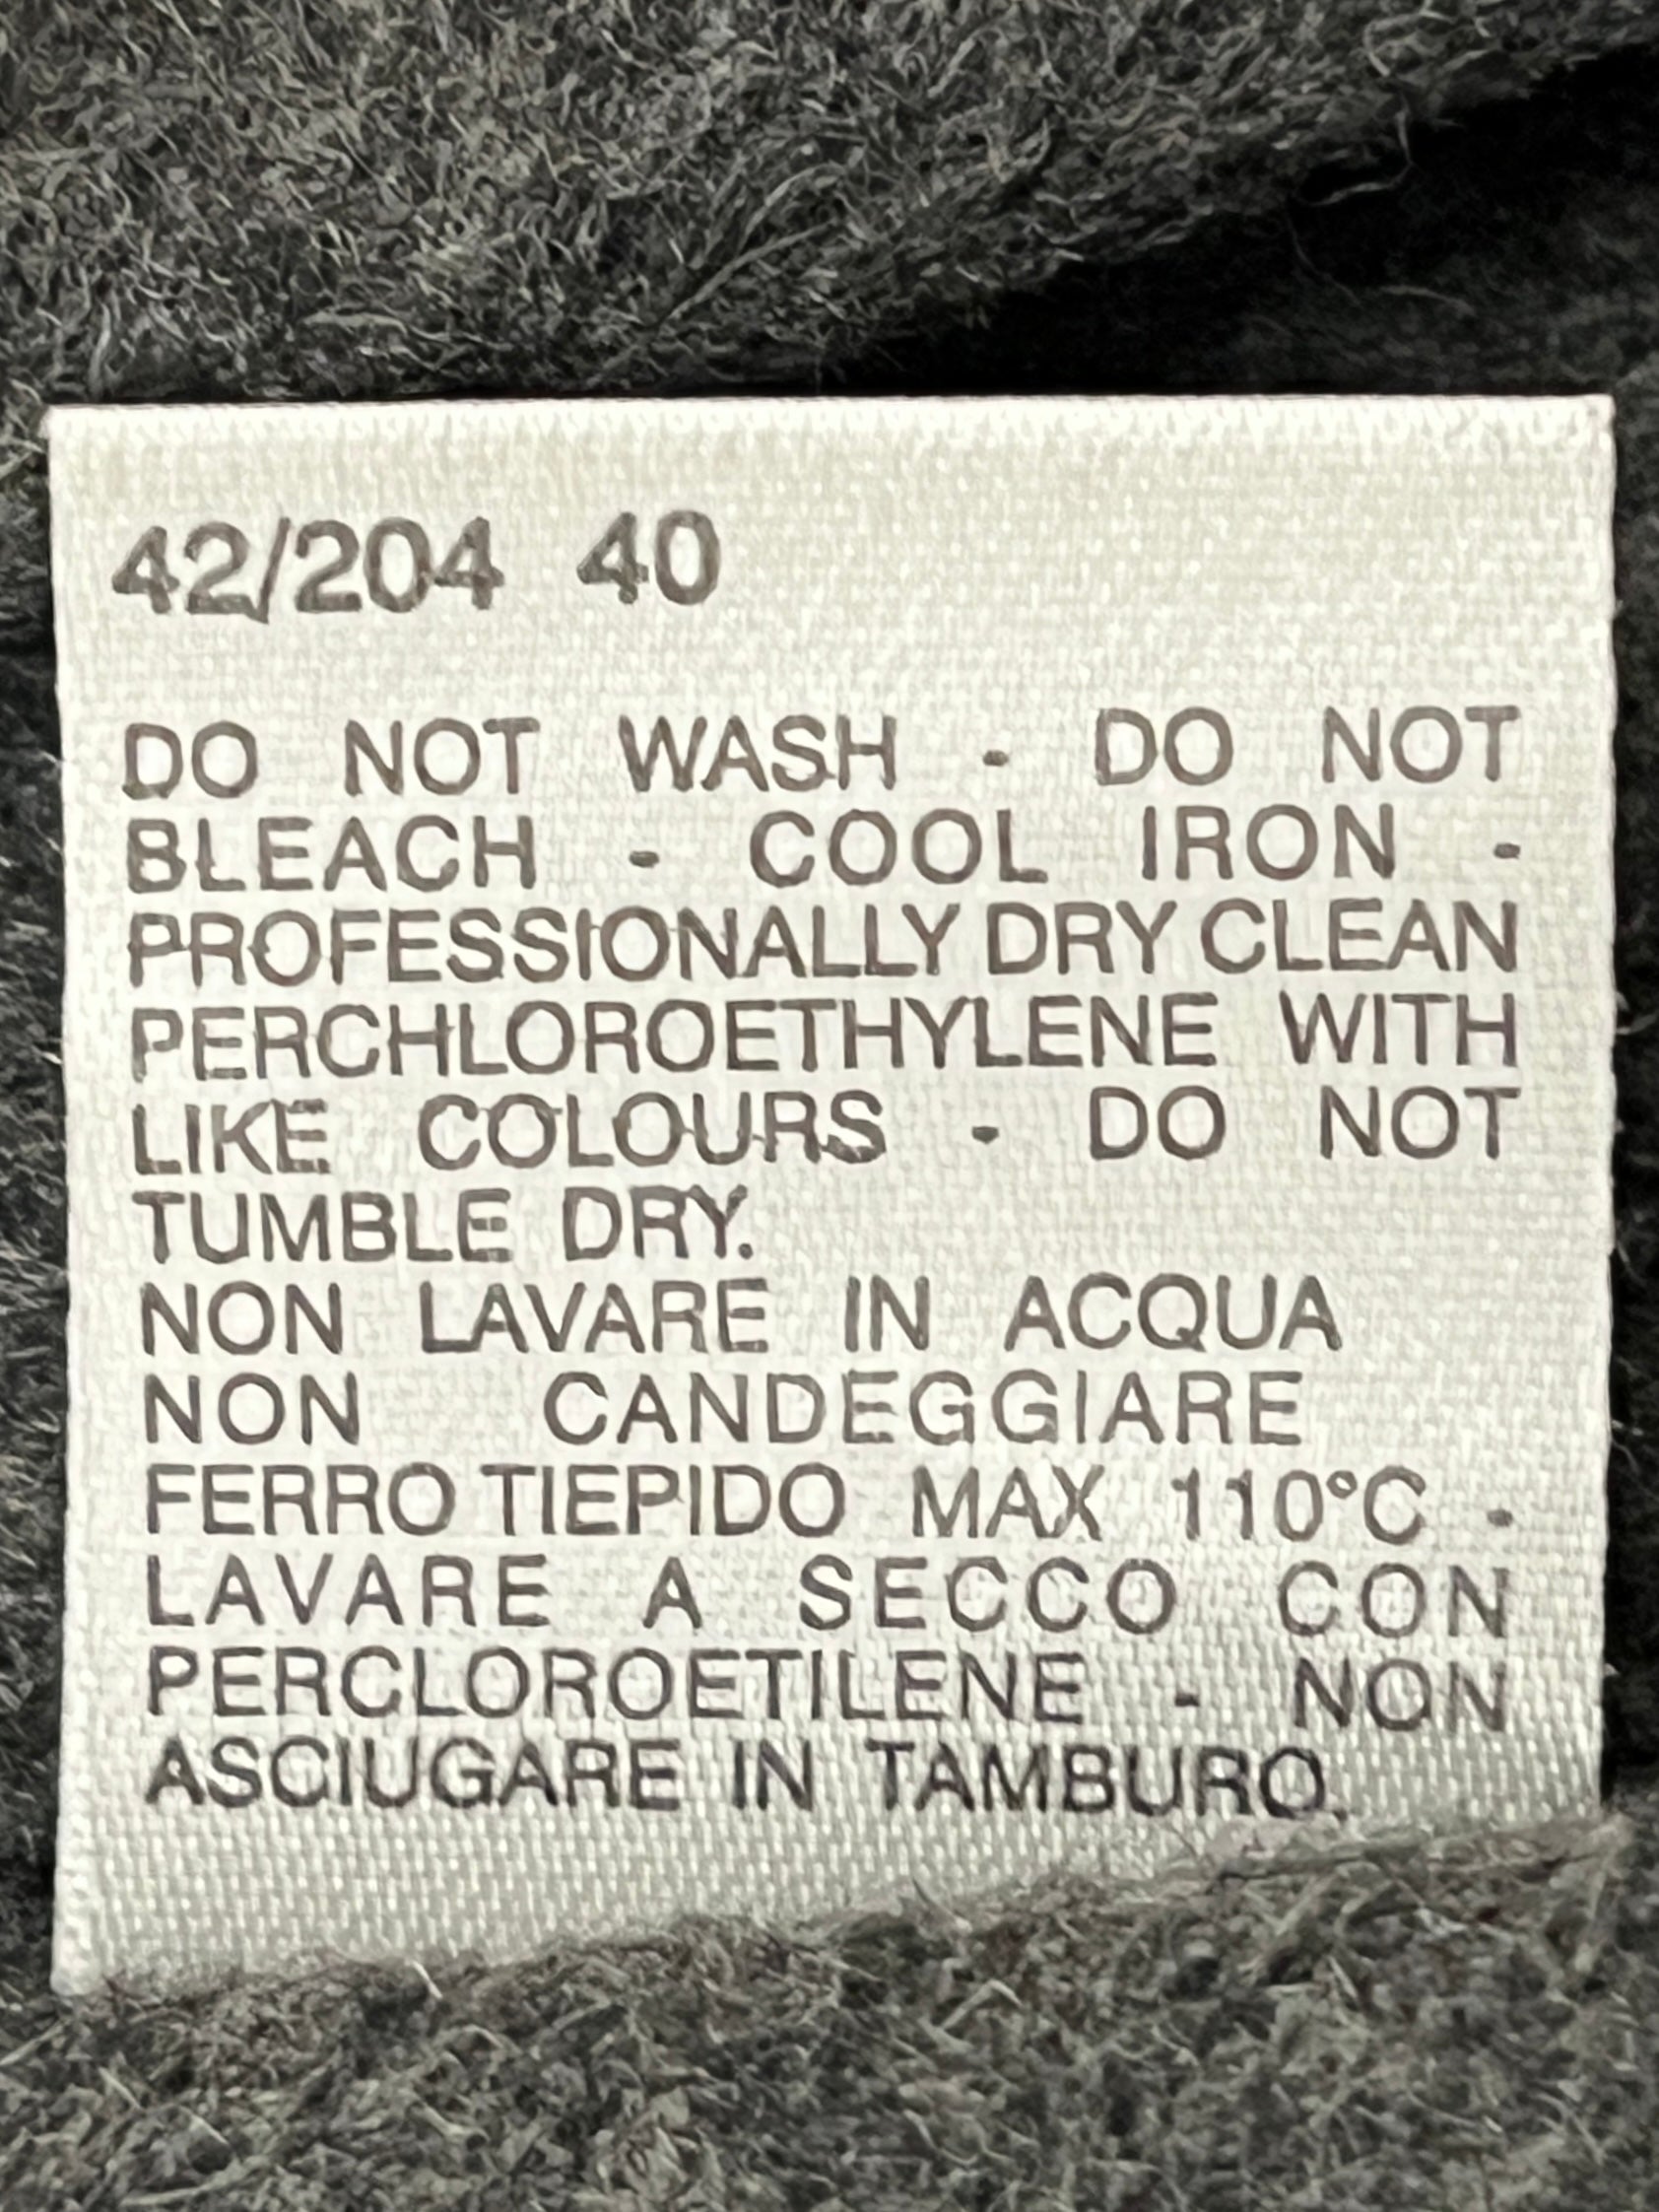 42/204 40
DO NOT WASH - DO NOT
BLEACH - COOL IRON -
PROFESSIONALLY DRY CLEAN
PERCHLOROETHYLENE WITH
LIKE COLOURS - DO NOT
TUMBLE DRY.
NON LAVARE IN ACQUA
NON CANDEGGIARE
FERRO TIEPIDO MAX 110°C -
LAVARE A SECCO CON
PERCLOROETILENE - NON
ASCIUGARE IN TAMBURO.